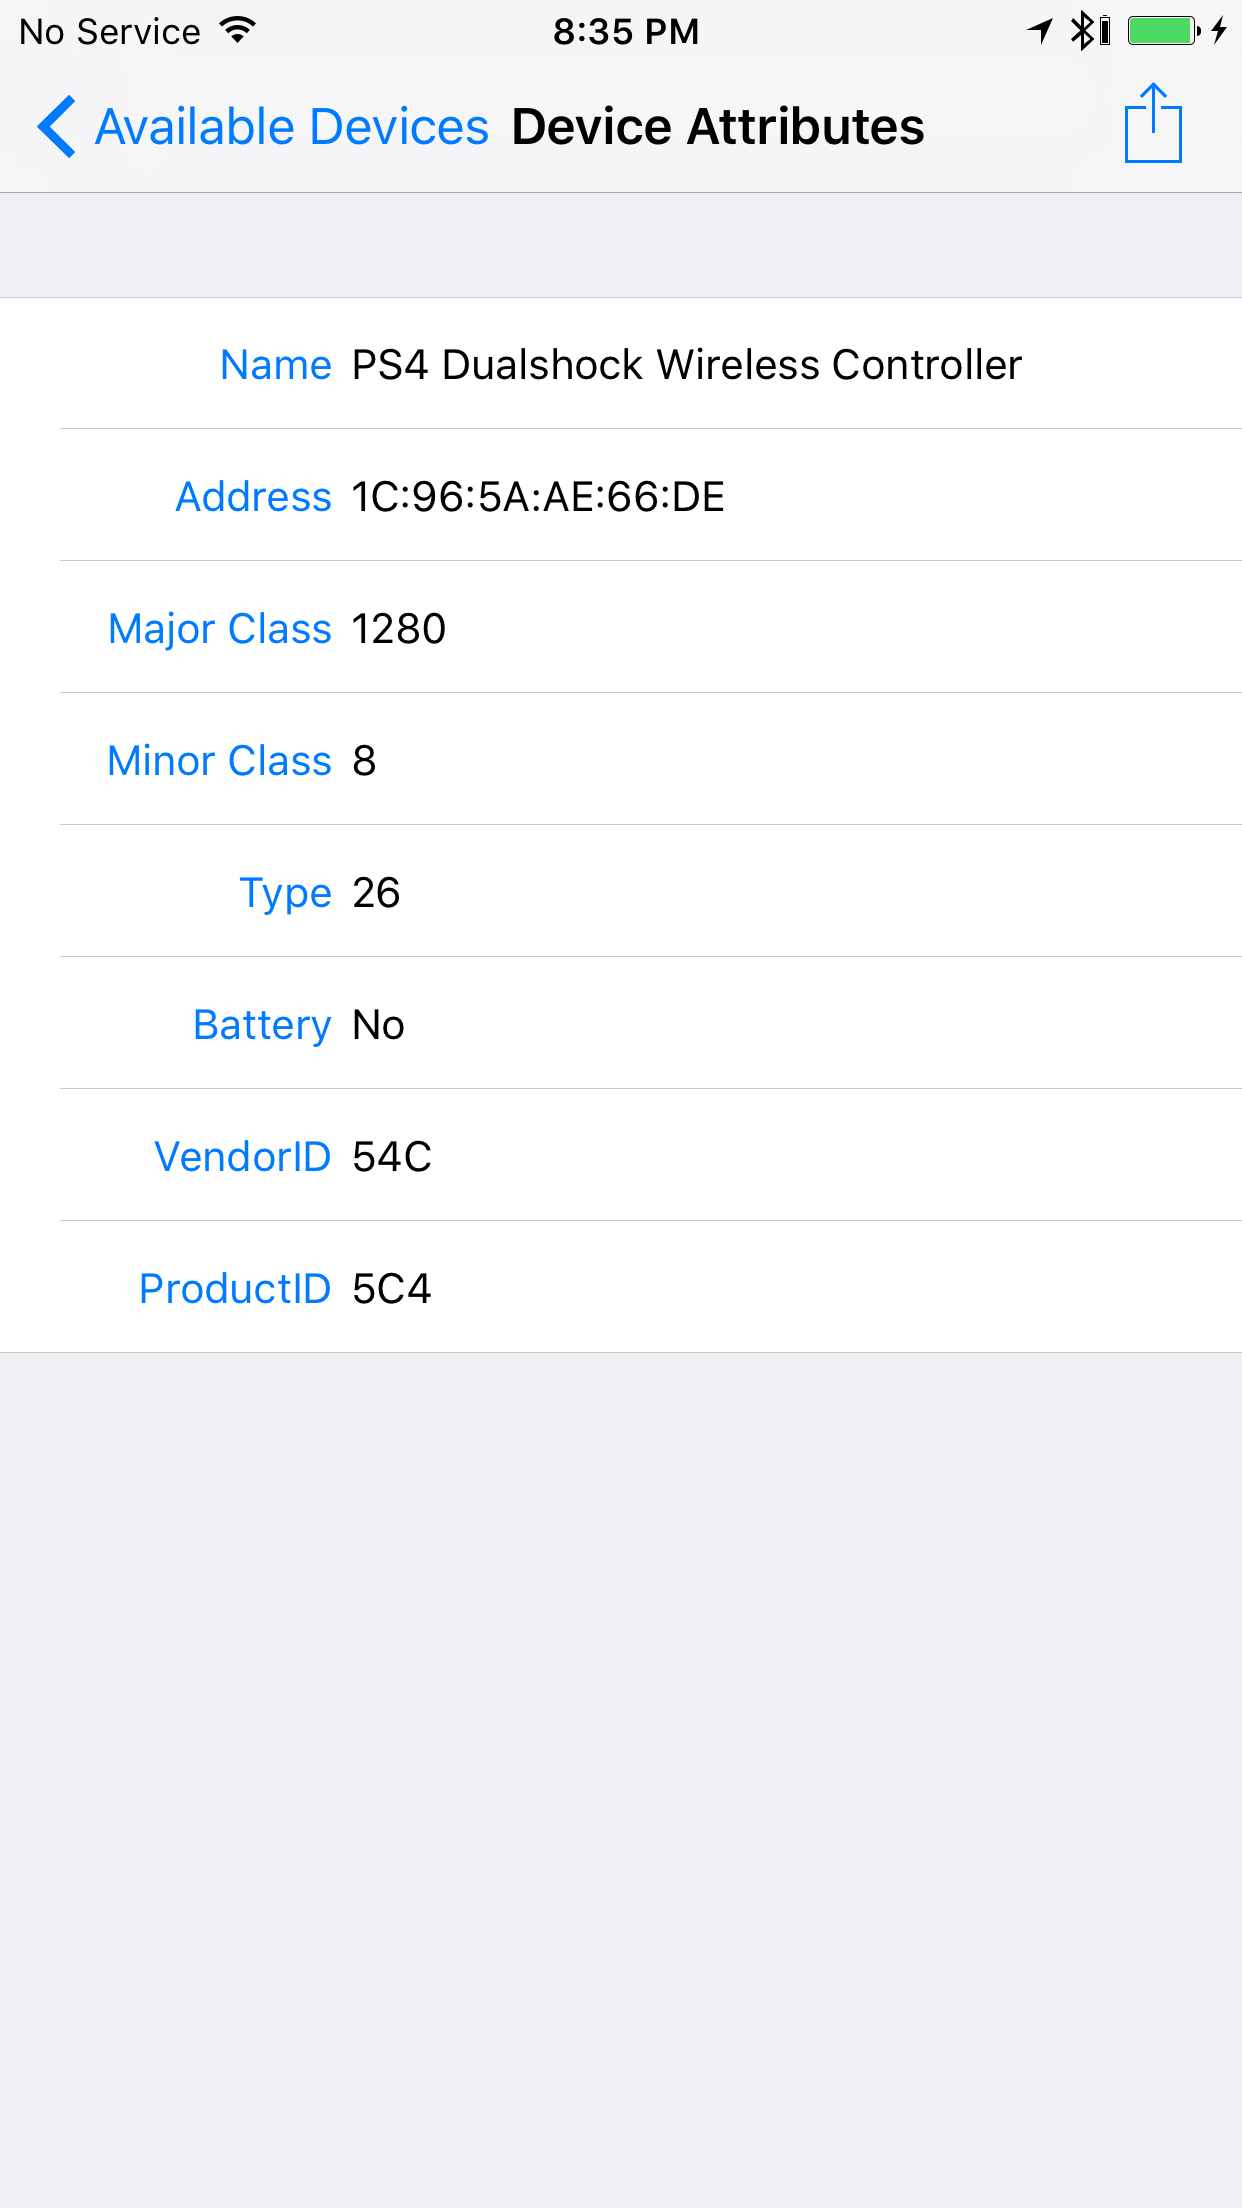 No Service 8:35 PM
Available Devices Device Attributes
Name PS4 Dualshock Wireless Controller
Address 1C:96:5A:AE:66:DE
Major Class 1280
Minor Class 8
Type 26
Battery No
VendorID 54C
ProductID 5C4